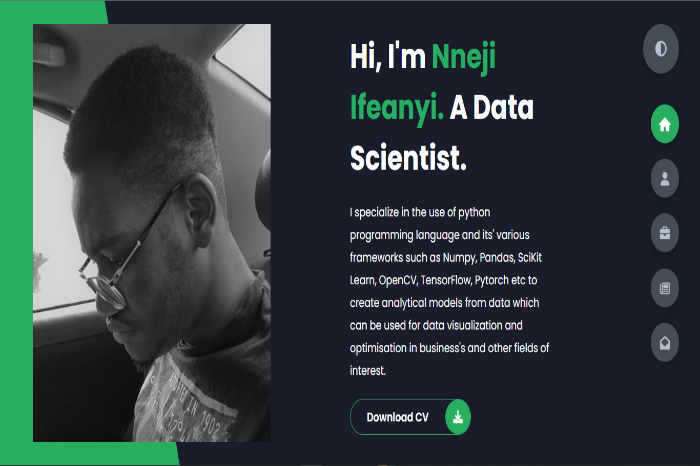 Hi, I'm Nneji
Ifeanyi. A Data
Scientist.
I specialize in the use of python
programming language and its' various
frameworks such as Numpy, Pandas, SciKit
Learn, OpenCV, TensorFlow, Pytorch etc to
create analytical models from data which
can be used for data visualization and
optimisation in business's and other fields of
interest.
Download CV
IN 1902